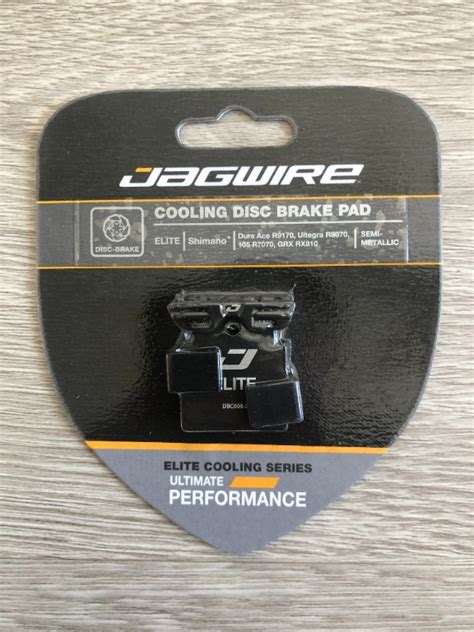 JAGWIRE
COOLING DISC BRAKE PAD
DISC-BRAKE
ELITE
Shimano
Dura Ace R9170, Ultegra R8070,
105 R7070, GRX RX810
SEMI-
METALLIC
ELITE
ELITE COOLING SERIES
ULTIMATE
PERFORMANCE